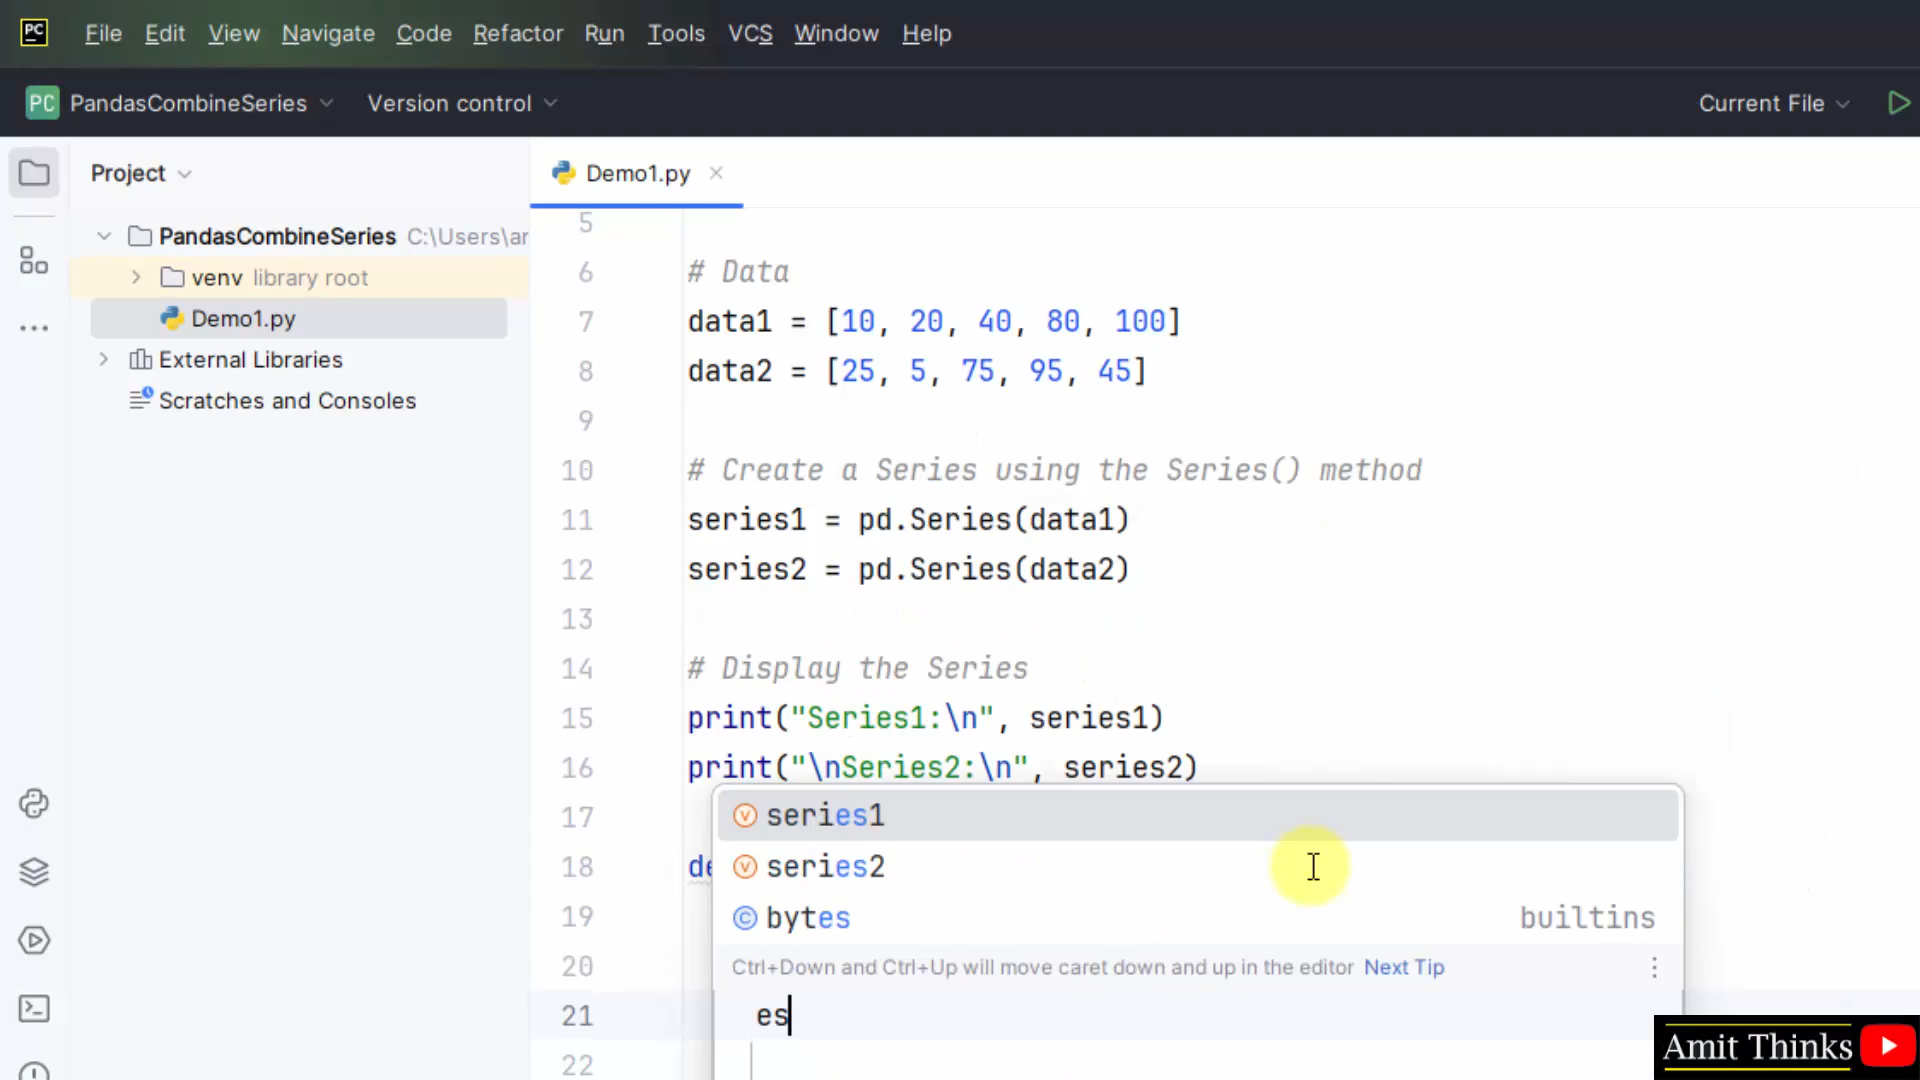 PC File Edit View Navigate Code Refactor Run Tools VCS Window Help
PC PandasCombineSeries Version control Current File
Project
Demo1.py
PandasCombineSeries C:\Users\ar
venv library root
Demo1.py
External Libraries
Scratches and Consoles
5
6 # Data
7 data1 = [10, 20, 40, 80, 100]
8 data2 = [25, 5, 75, 95, 45]
9
10 # Create a Series using the Series() method
11 series1 = pd.Series(data1)
12 series2 = pd.Series(data2)
13
14 # Display the Series
15 print("Series1:\n", series1)
16 print("\nSeries2:\n", series2)
17
series1
18 de
series2
19
bytes builtins
20
Ctrl+Down and Ctrl+Up will move caret down and up in the editor Next Tip
21 es
22
Amit Thinks